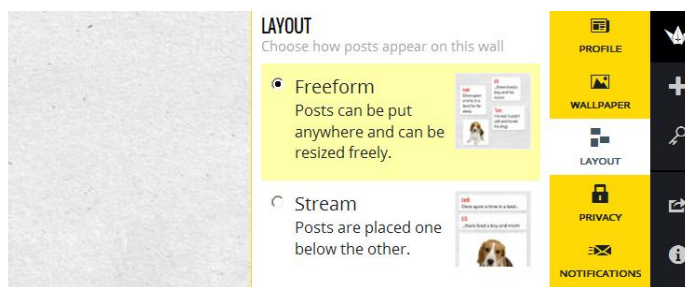 LAYOUT
Choose how posts appear on this wall
Freeform
Posts can be put
anywhere and can be
resized freely.
Stream
Posts are placed one
below the other.
PROFILE
WALLPAPER
LAYOUT
PRIVACY
NOTIFICATIONS